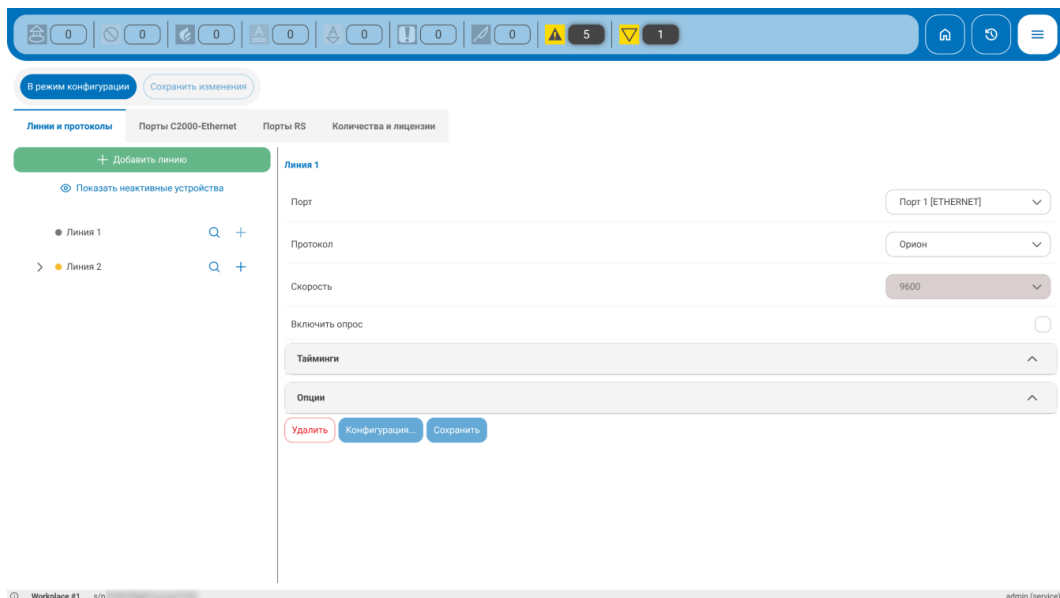 0 0 0 0 0 0 0 5 1
В режим конфигурации Сохранить изменения
Линии и протоколы Порты С2000-Ethernet Порты RS Количества и лицензии
+ Добавить линию
Показать неактивные устройства
Линия 1
Линия 2
Линия 1
Порт Порт 1 [ETHERNET]
Протокол Орион
Скорость 9600
Включить опрос
Тайминги
Опции
Удалить Конфигурация... Сохранить
Workplace #1 s/n admin (service)